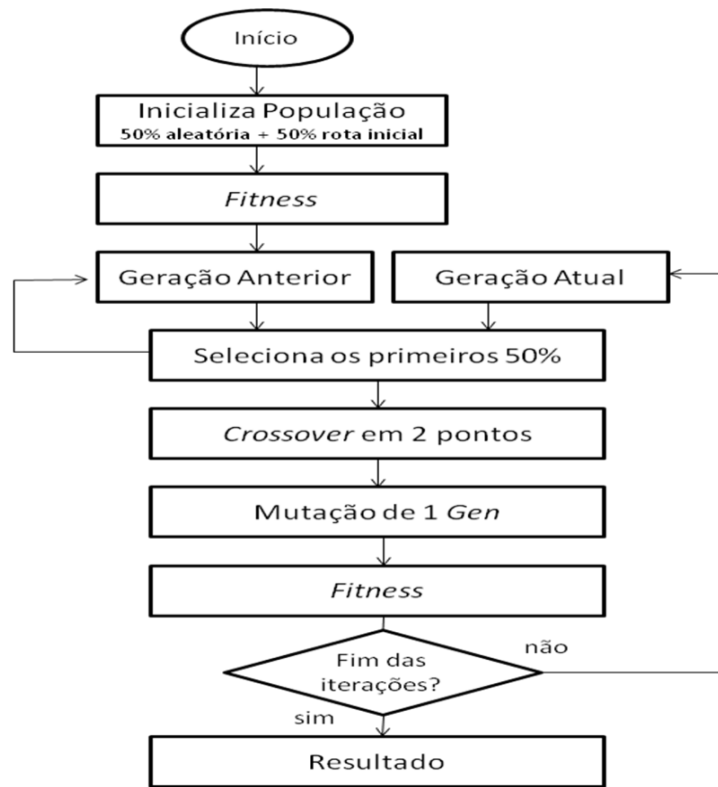 Início
Inicializa População
50% aleatória + 50% rota inicial
Fitness
Geração Anterior
Geração Atual
Seleciona os primeiros 50%
Crossover em 2 pontos
Mutação de 1 Gen
Fitness
Fim das
iterações?
não
sim
Resultado